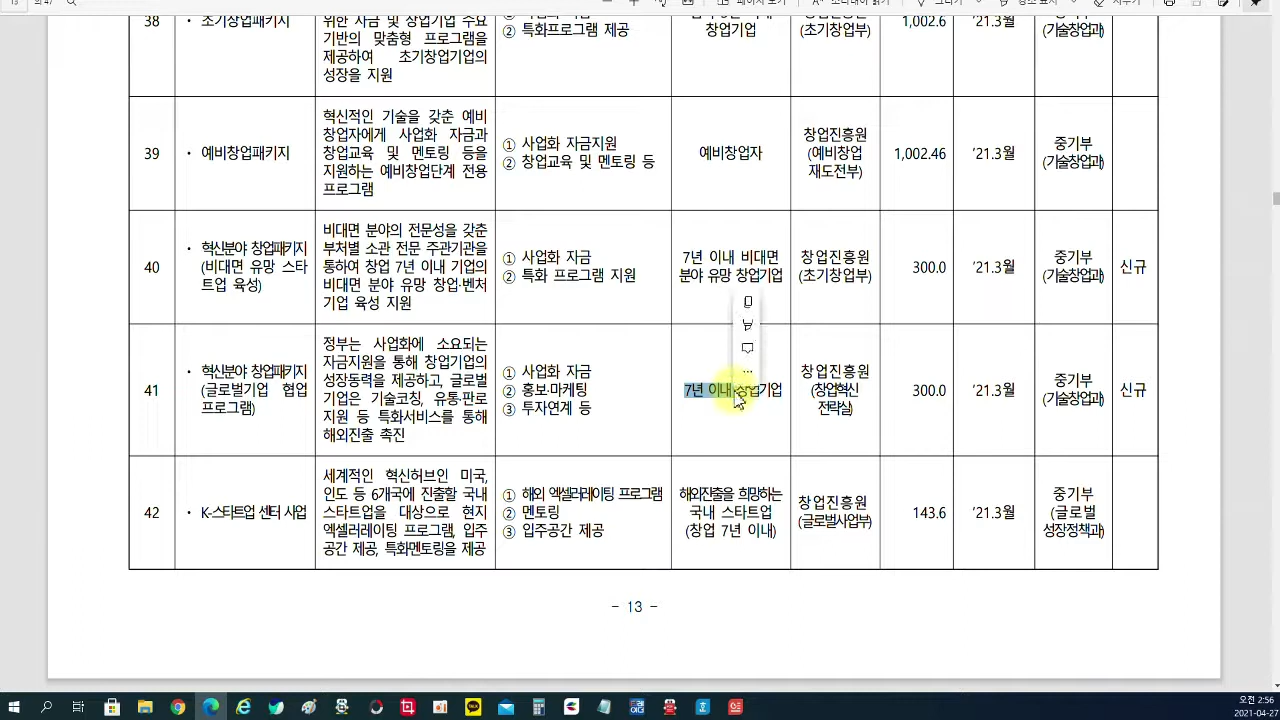 페이지 보기
소리내어 읽기
그리기
강조 표시
지우기
38
초기창업패키지
위한 자금 및 창업기업 수요
기반의 맞춤형 프로그램을
제공하여 초기창업기업의
성장을 지원
② 특화프로그램 제공
창업기업
(초기창업부)
1,002.6
'21.3월
(기술창업과)
39
• 예비창업패키지
혁신적인 기술을 갖춘 예비
창업자에게 사업화 자금과
창업교육 및 멘토링 등을
지원하는 예비창업단계 전용
프로그램
① 사업화 자금지원
② 창업교육 및 멘토링 등
예비창업자
창업진흥원
(예비창업
재도전부)
1,002.46
'21.3월
중기부
(기술창업과)
40
• 혁신분야 창업패키지
(비대면 유망 스타
트업 육성)
비대면 분야의 전문성을 갖춘
부처별 소관 전문 주관기관을
통하여 창업 7년 이내 기업의
비대면 분야 유망 창업·벤처
기업 육성 지원
① 사업화 자금
② 특화 프로그램 지원
7년 이내 비대면
분야 유망 창업기업
창업진흥원
(초기창업부)
300.0
'21.3월
중기부
(기술창업과)
신규
41
• 혁신분야 창업패키지
(글로벌기업 협업
프로그램)
정부는 사업화에 소요되는
자금지원을 통해 창업기업의
성장동력을 제공하고, 글로벌
기업은 기술코칭, 유통·판로
지원 등 특화서비스를 통해
해외진출 촉진
① 사업화 자금
② 홍보·마케팅
③ 투자연계 등
7년 이내 창업기업
창업진흥원
(창업혁신
전략실)
300.0
'21.3월
중기부
(기술창업과)
신규
42
• K-스타트업 센터 사업
세계적인 혁신허브인 미국,
인도 등 6개국에 진출할 국내
스타트업을 대상으로 현지
엑셀러레이팅 프로그램, 입주
공간 제공, 특화멘토링을 제공
① 해외 엑셀러레이팅 프로그램
② 멘토링
③ 입주공간 제공
해외진출을 희망하는
국내 스타트업
(창업 7년 이내)
창업진흥원
(글로벌사업부)
143.6
'21.3월
중기부
(글로벌
성장정책과)
- 13 -
오전 2:56
2021-04-27